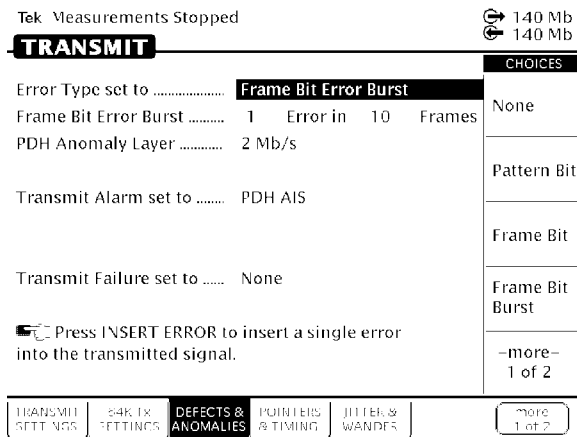 Tek Measurements Stopped
140 Mb
140 Mb
TRANSMIT
CHOICES
Error Type set to .................... Frame Bit Error Burst
None
Frame Bit Error Burst .......... 1 Error in 10 Frames
PDH Anomaly Layer ............ 2 Mb/s
Pattern Bit
Transmit Alarm set to ........ PDH AIS
Frame Bit
Transmit Failure set to ...... None
Frame Bit
Burst
Press INSERT ERROR to insert a single error
into the transmitted signal.
–more–
1 of 2
TRANSMIT
SETTINGS
64K Tx
SETTINGS
DEFECTS &
ANOMALIES
POINTERS
& TIMING
JITTER &
WANDER
more
1 of 2